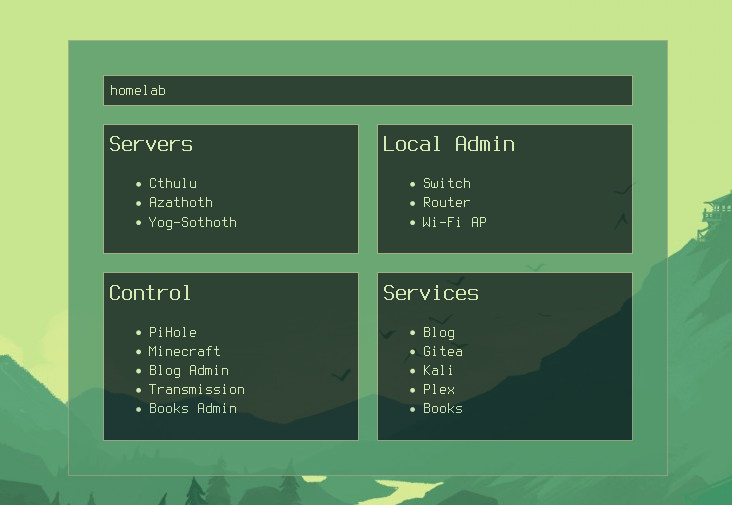 homelab
Servers
Cthulu
Azathoth
Yog-Sothoth
Local Admin
Switch
Router
Wi-Fi AP
Control
PiHole
Minecraft
Blog Admin
Transmission
Books Admin
Services
Blog
Gitea
Kali
Plex
Books